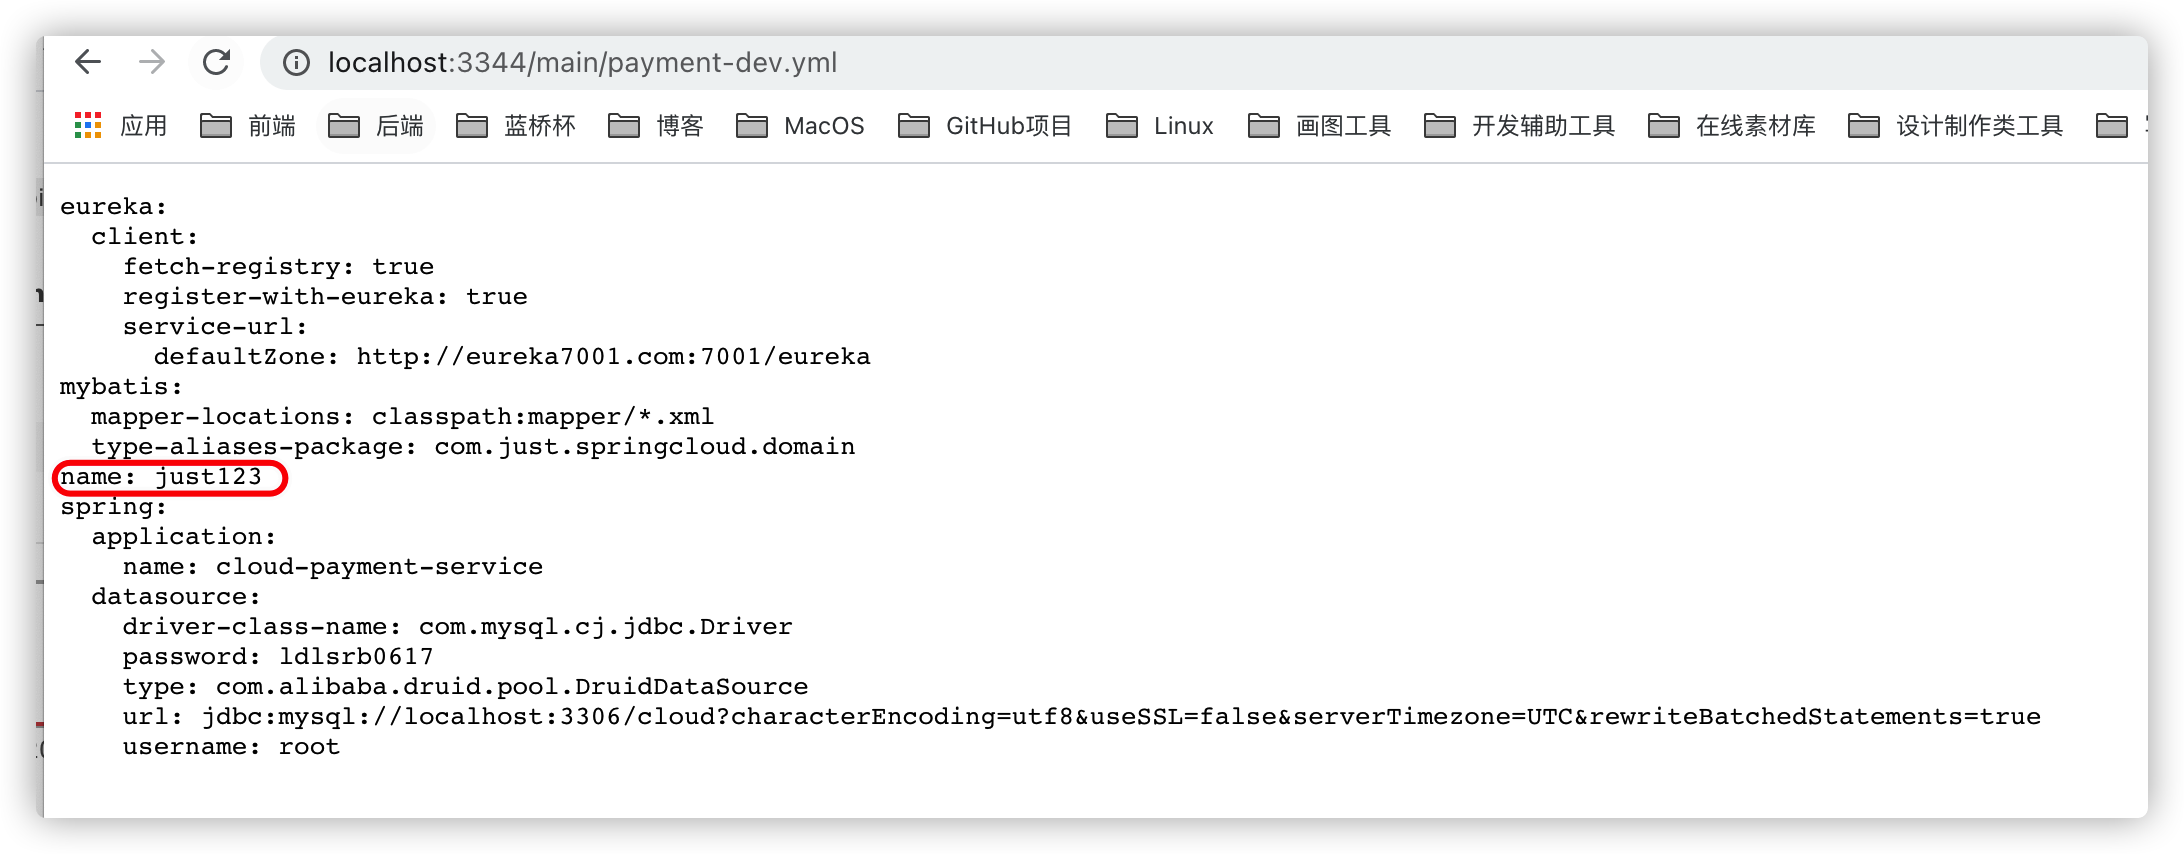 localhost:3344/main/payment-dev.yml
应用 前端 后端 蓝桥杯 博客 MacOS GitHub项目 Linux 画图工具 开发辅助工具 在线素材库 设计制作类工具
eureka:
  client:
    fetch-registry: true
    register-with-eureka: true
    service-url:
      defaultZone: http://eureka7001.com:7001/eureka
mybatis:
  mapper-locations: classpath:mapper/*.xml
  type-aliases-package: com.just.springcloud.domain
name: just123
spring:
  application:
    name: cloud-payment-service
  datasource:
    driver-class-name: com.mysql.cj.jdbc.Driver
    password: ldlsrb0617
    type: com.alibaba.druid.pool.DruidDataSource
    url: jdbc:mysql://localhost:3306/cloud?characterEncoding=utf8&useSSL=false&serverTimezone=UTC&rewriteBatchedStatements=true
    username: root